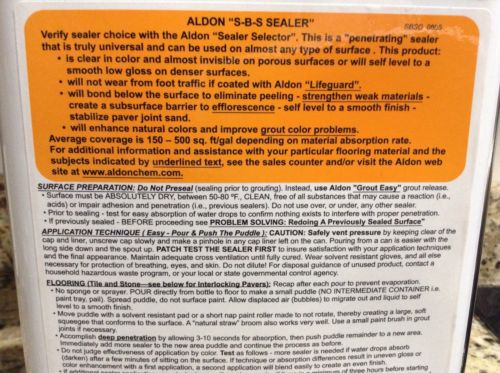 ALDON "S-B-S SEALER"
Verify sealer choice with the Aldon "Sealer Selector". This is a "penetrating" sealer
that is truly universal and can be used on almost any type of surface . This product:
• is clear in color and almost invisible on porous surfaces or will self level to a
smooth low gloss on denser surfaces.
• will not wear from foot traffic if coated with Aldon "Lifeguard".
• will bond below the surface to eliminate peeling - strengthen weak materials -
create a subsurface barrier to efflorescence - self level to a smooth finish -
stabilize paver joint sand.
• will enhance natural colors and improve grout color problems.
Average coverage is 150 – 500 sq. ft/gal depending on material absorption rate.
For additional information and assistance with your particular flooring material and the
subjects indicated by underlined text, see the sales counter and/or visit the Aldon web
site at www.aldonchem.com.
SURFACE PREPARATION: Do Not Preseal (sealing prior to grouting). Instead, use Aldon "Grout Easy" grout release.
• Surface must be ABSOLUTELY DRY, between 50-80 ºF., CLEAN, free of all substances that may cause a reaction (i.e.,
acids) or impair adhesion and penetration (i.e., previous sealers). Do not use over, or under, any other sealer.
• Prior to sealing - test for easy absorption of water drops to confirm nothing exists to interfere with proper penetration.
• If previously sealed - BEFORE proceeding see PROBLEM SOLVING: Redoing A Previously Sealed Surface"
APPLICATION TECHNIQUE ( Easy - Pour & Push The Puddle ): CAUTION: Safely vent pressure by keeping clear of the
cap and liner, unscrew cap slowly and make a pinhole in any cap liner left on the can. Pouring from a can is easier with the
long side down and the spout up. PATCH TEST THE SEALER FIRST to insure satisfaction with your application techniques
and the final appearance. Maintain adequate cross ventilation until fully cured. Wear solvent resistant gloves, and all else
necessary for protection of breathing, eyes, and skin. Do not dilute! For disposal guidance of unused product, contact a
household hazardous waste program, or your local or state governmental control agency.
FLOORING (Tile and Stone—see below for Interlocking Pavers): Recap after each pour to prevent evaporation.
• No sponge or sprayer. POUR directly from bottle to floor to make a small puddle (NO INTERMEDIATE CONTAINER i.e.
paint tray, pail). Spread puddle, do not surface paint. Allow displaced air (bubbles) to migrate out and liquid to self
level to a smooth finish.
• Move puddle with a solvent resistant pad or a short nap paint roller made to not rotate, thereby creating a large, soft
squeegee that conforms to the surface. A "natural straw" broom also works very well. Use a small paint brush in grout
joints if necessary.
• Accomplish deep penetration by allowing 3-10 seconds for absorption, then push puddle remainder to a new area.
Immediately add more sealer to the new area puddle and continue the process as before.
• Do not judge effectiveness of application by color. Test as follows - more sealer is needed if water drops absorb
(darken) after a few minutes of sitting on the surface. If technique or absorption differences result in uneven gloss
or color enhancement with a first application, a second application will blend easily to create an even finish.